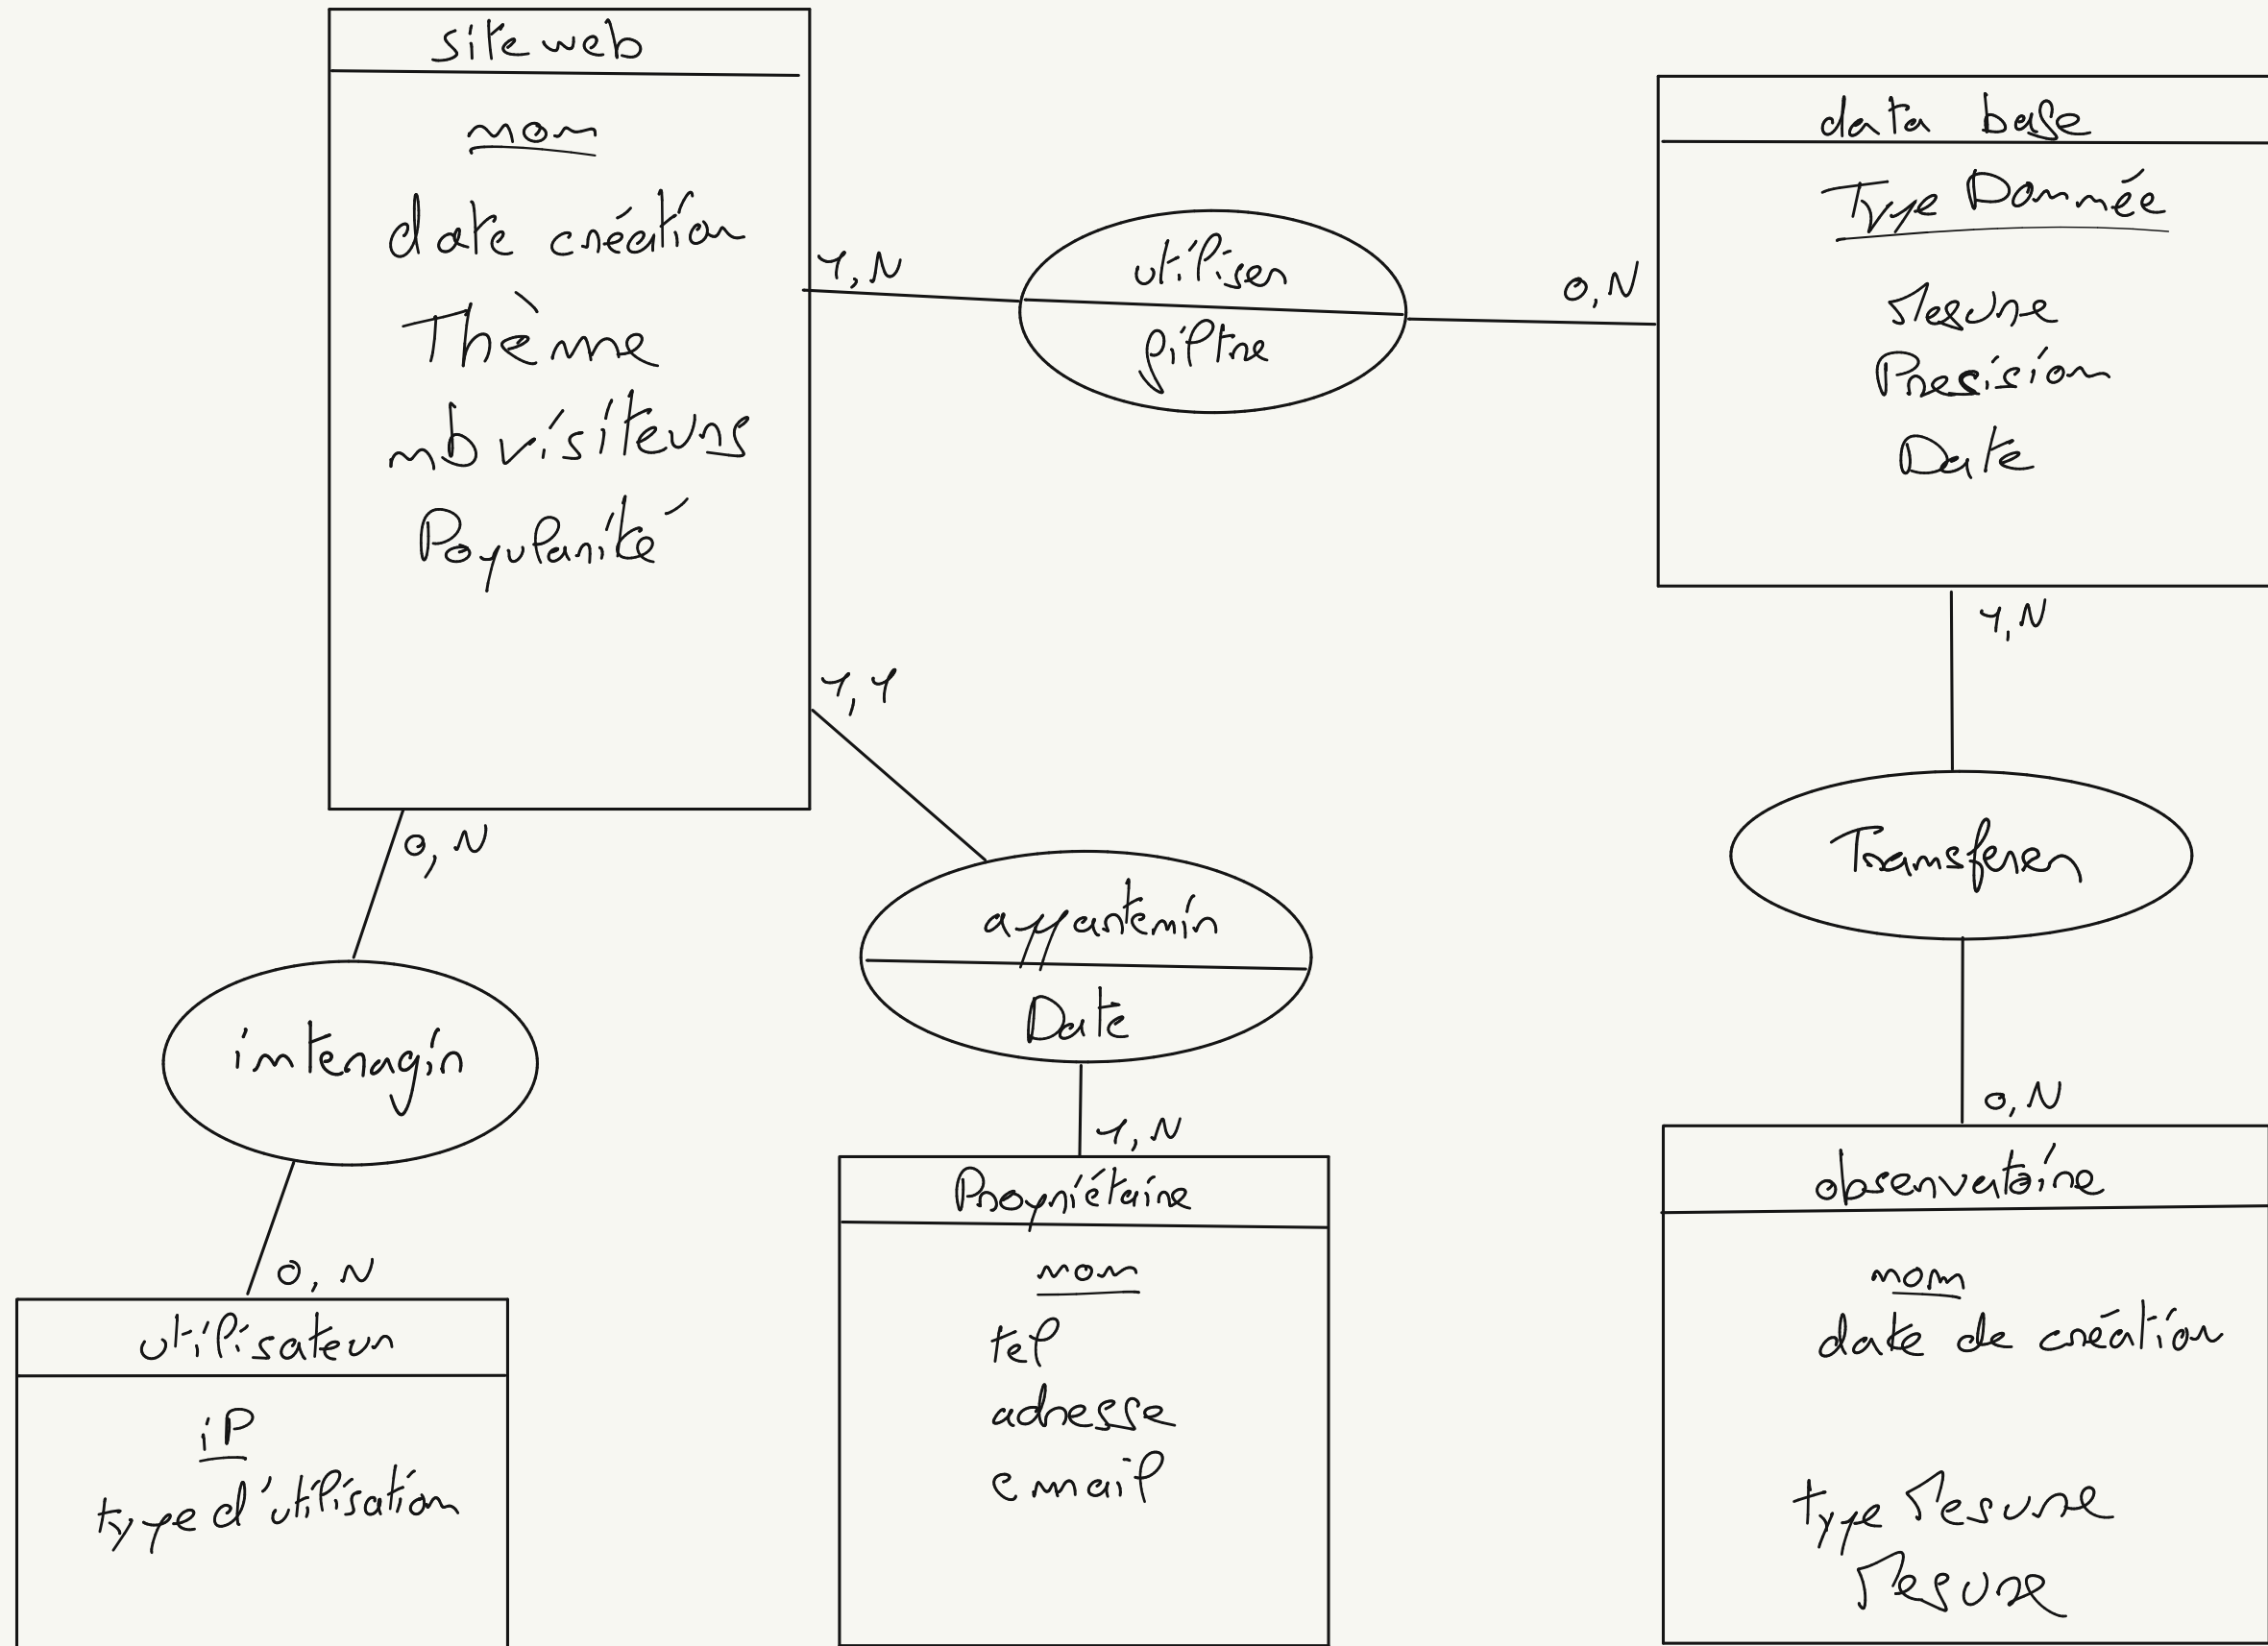 site web
nom
date création
Thème
nb visiteurs
Popularité
1,N
utiliser
filtre
0,N
data base
Type Donnée
Mesure
Presision
Date
1,N
Transferer
0,N
observatoire
nom
date de création
type Mesure
Mesure
1,1
appartenir
Date
1,N
Propriétaire
nom
tel
adresse
email
0,N
interagir
0,N
utilisateur
iP
type d'utilisation